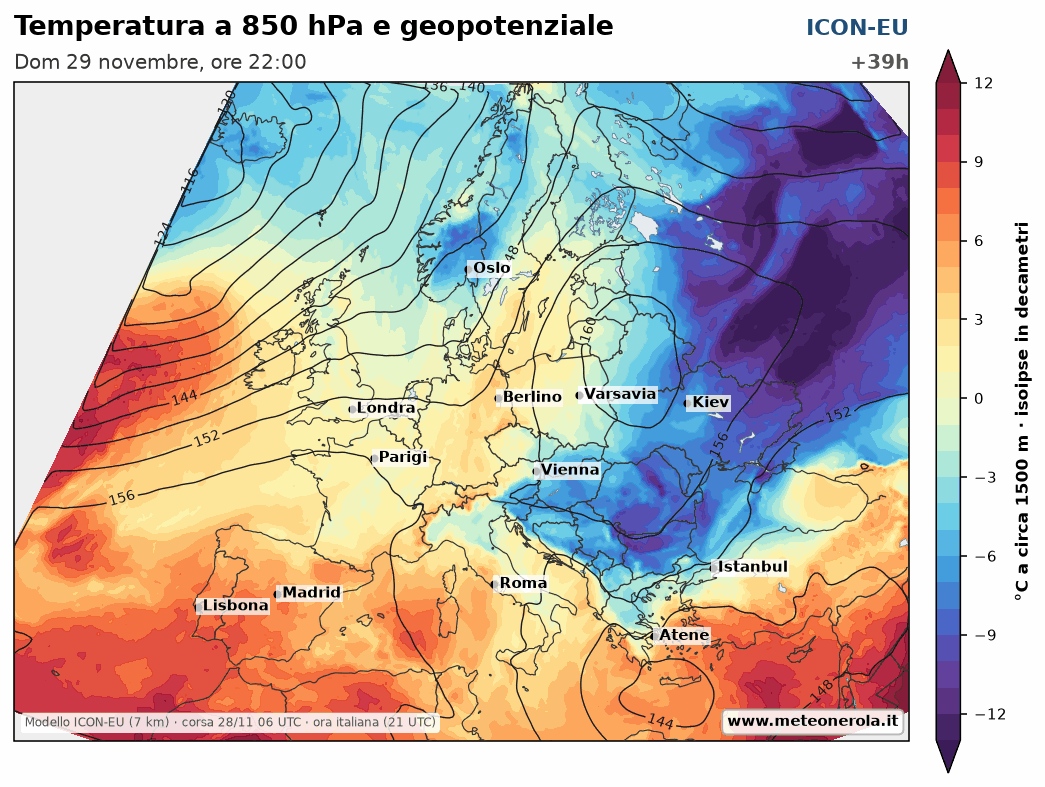 Temperatura a 850 hPa e geopotenziale
ICON-EU
Dom 29 novembre, ore 22:00
+39h
120
136
140
116
124
48
Oslo
160
144
Londra
Berlino
Varsavia
Kiev
152
152
156
Parigi
Vienna
156
Istanbul
Roma
Madrid
Lisbona
Atene
148
144
Modello ICON-EU (7 km) · corsa 28/11 06 UTC · ora italiana (21 UTC)
www.meteonerola.it
12
9
6
3
0
−3
−6
−9
−12
°C a circa 1500 m · isoipse in decametri